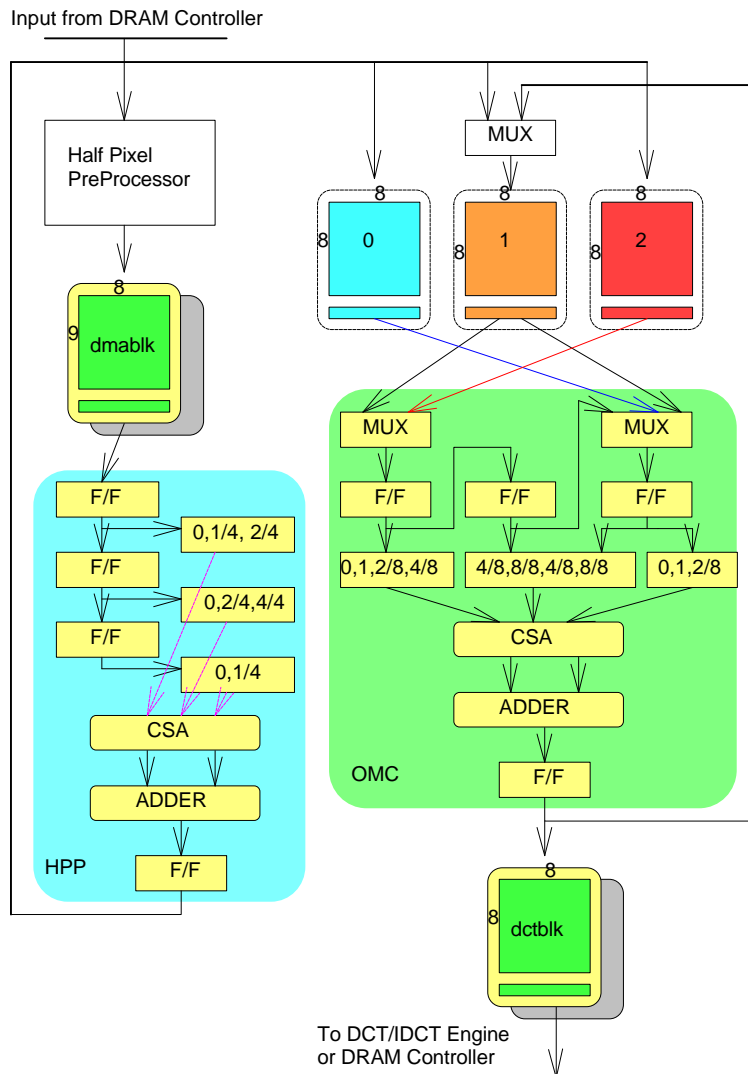 Input from DRAM Controller
Half Pixel
PreProcessor
MUX
8
8
8
8
0
8
1
8
2
8
9
dmablk
MUX
MUX
F/F
F/F
F/F
F/F
0,1/4, 2/4
F/F
0,1,2/8,4/8
4/8,8/8,4/8,8/8
0,1,2/8
0,2/4,4/4
F/F
CSA
0,1/4
CSA
ADDER
ADDER
OMC
F/F
HPP
F/F
8
8
dctblk
To DCT/IDCT Engine
or DRAM Controller